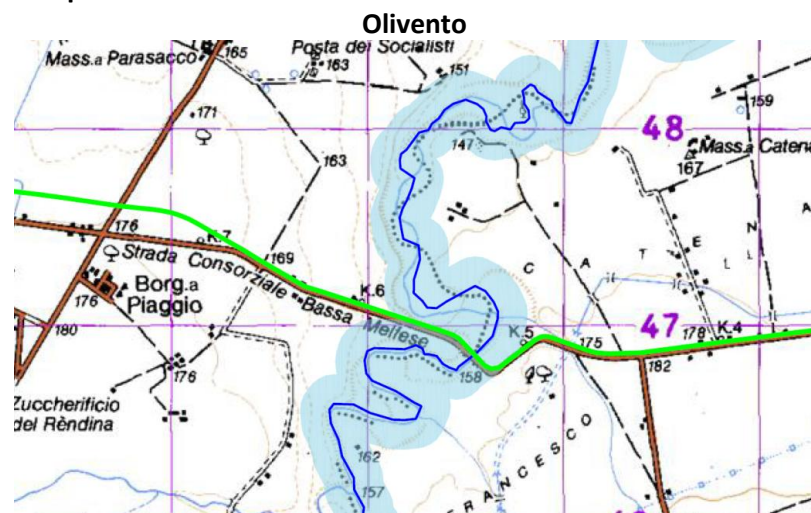 Olivento
Mass.a Parasacco
165
Posta dei Socialisti
163
151
171
159
48
147
Mass.a Catena
167
163
176
K.7
169
Strada Consorziale Bassa Melfese
K.6
C A T E N A
Borg.a
Piaggio
176
180
47
K.5
175
178
K.4
182
158
176
Zuccherificio
del Rèndina
162
157
FRANCESCO